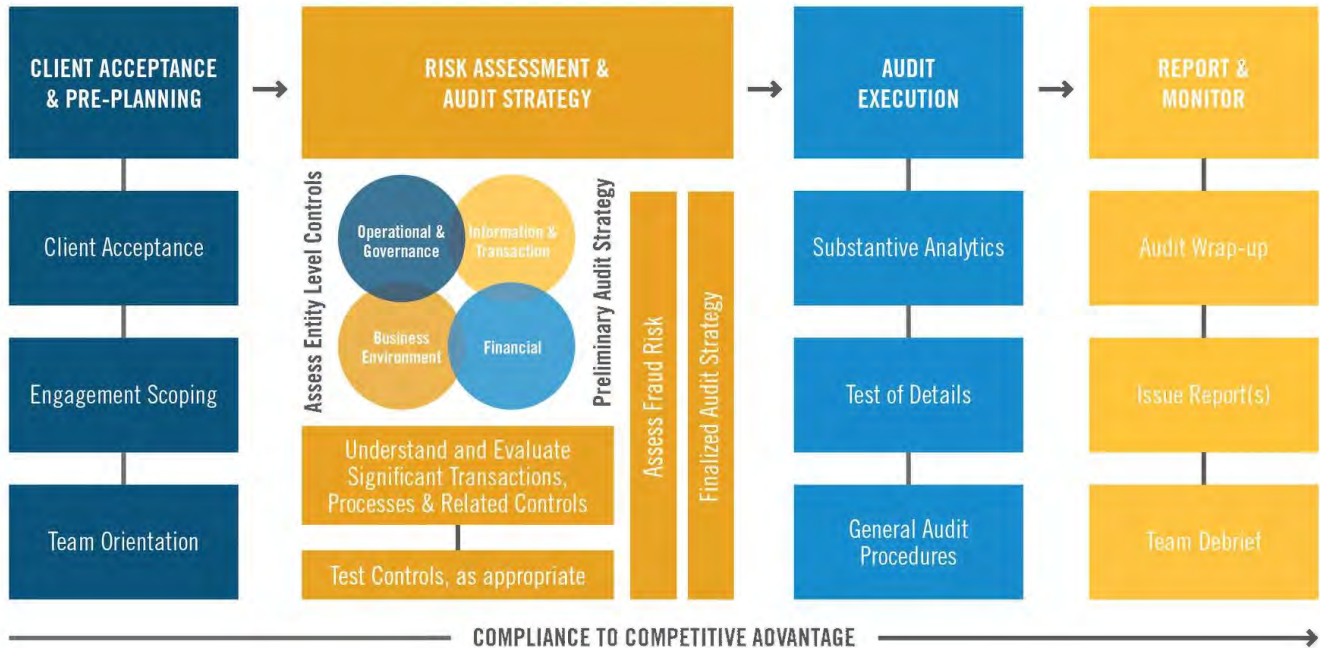 CLIENT ACCEPTANCE
& PRE-PLANNING
RISK ASSESSMENT &
AUDIT STRATEGY
AUDIT
EXECUTION
REPORT &
MONITOR
Client Acceptance
Engagement Scoping
Team Orientation
Assess Entity Level Controls
Operational &
Governance
Information &
Transaction
Business
Environment
Financial
Preliminary Audit Strategy
Understand and Evaluate
Significant Transactions,
Processes & Related Controls
Test Controls, as appropriate
Assess Fraud Risk
Finalized Audit Strategy
Substantive Analytics
Test of Details
General Audit
Procedures
Audit Wrap-up
Issue Report(s)
Team Debrief
COMPLIANCE TO COMPETITIVE ADVANTAGE